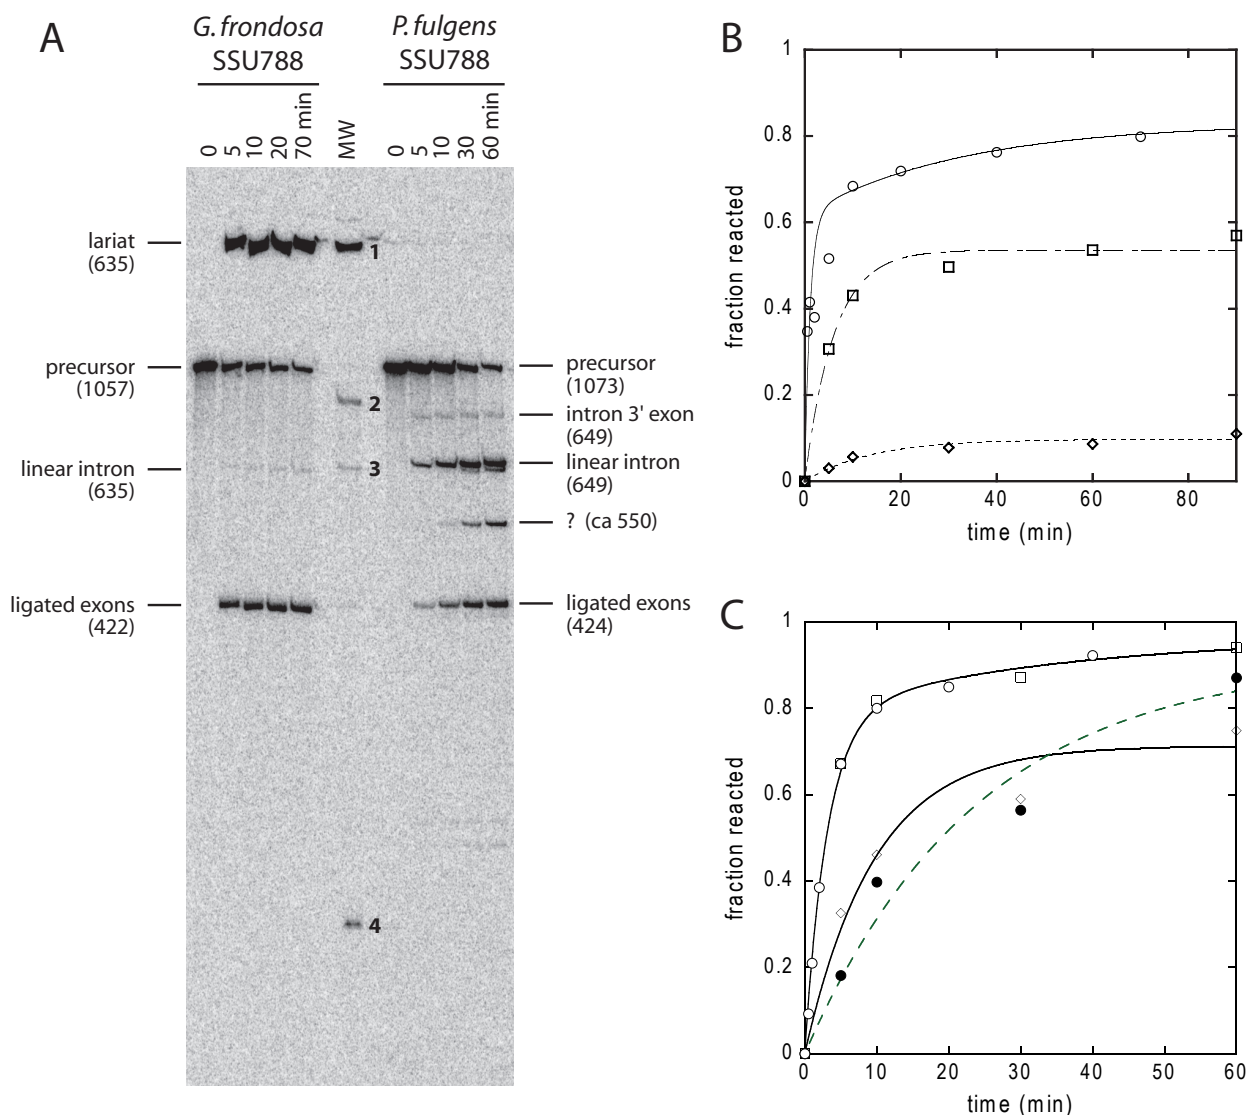 A
G. frondosa
SSU788
P. fulgens
SSU788
0
5
10
20
70 min
MW
0
5
10
30
60 min
lariat
(635)
precursor
(1057)
linear intron
(635)
ligated exons
(422)
1
2
3
4
precursor
(1073)
intron 3' exon
(649)
linear intron
(649)
? (ca 550)
ligated exons
(424)
B
1
0.8
0.6
0.4
0.2
0
fraction reacted
0 20 40 60 80
time (min)
C
1
0.8
0.6
0.4
0.2
0
fraction reacted
0 10 20 30 40 50 60
time (min)